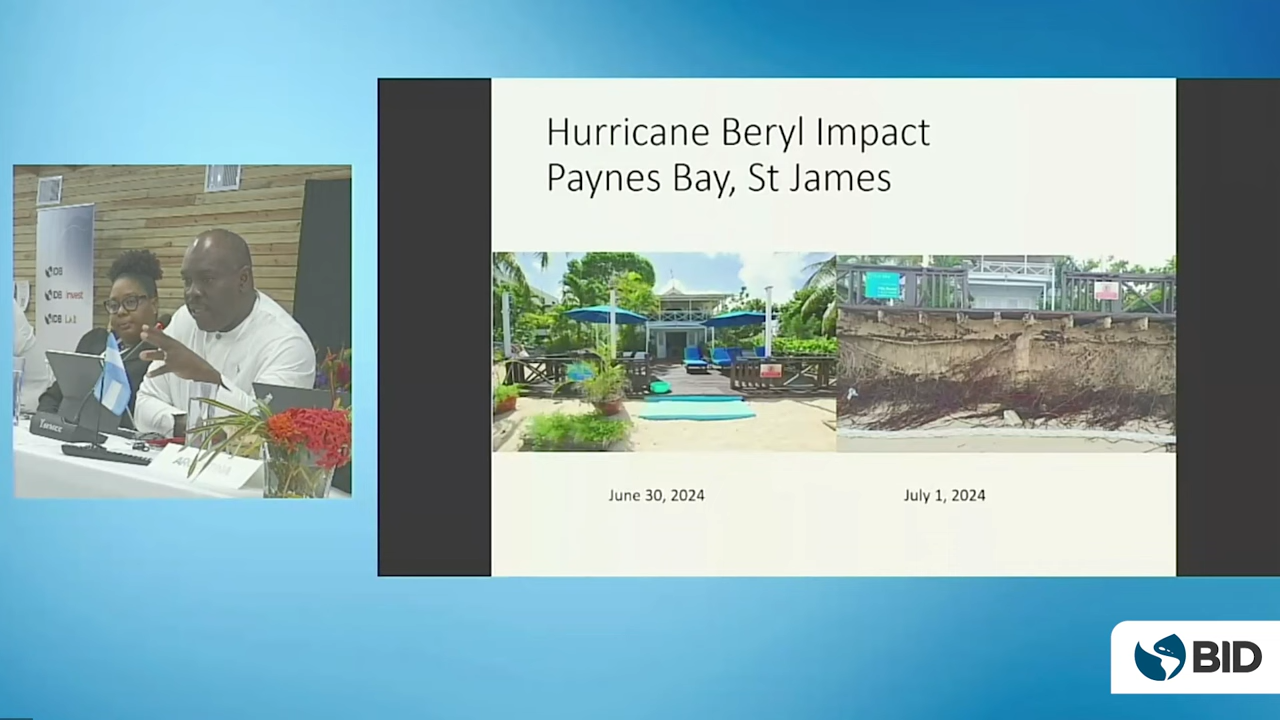 IDB
IDB Invest
IDB LAB
Hurricane Beryl Impact
Paynes Bay, St James
June 30, 2024
July 1, 2024
BID